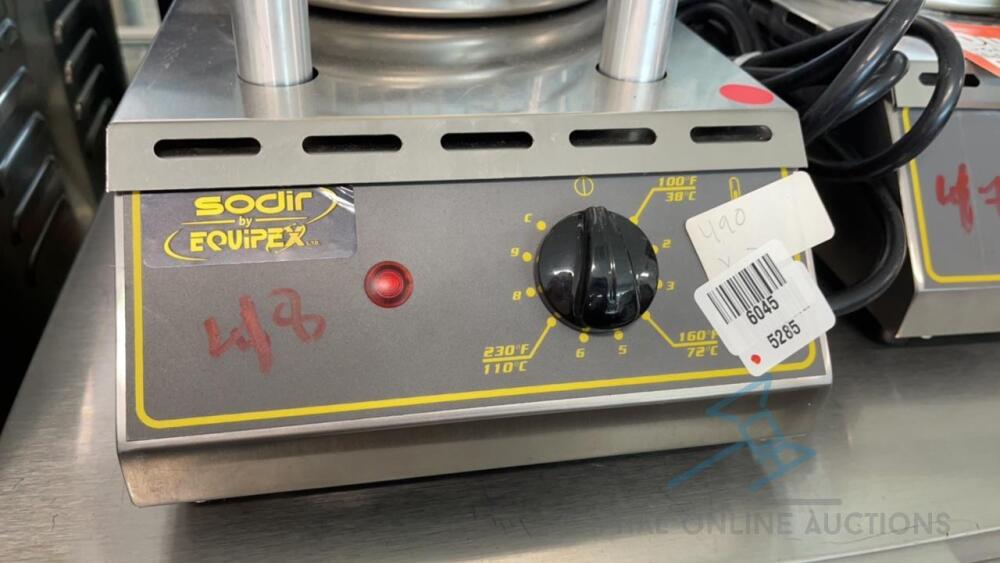 sodir
by
EQUIPEX LTD
48
100°F
38°C
2
3
160°F
72°C
5
6
230°F
110°C
8
9
C
490
6045
5285
ONLINE AUCTIONS